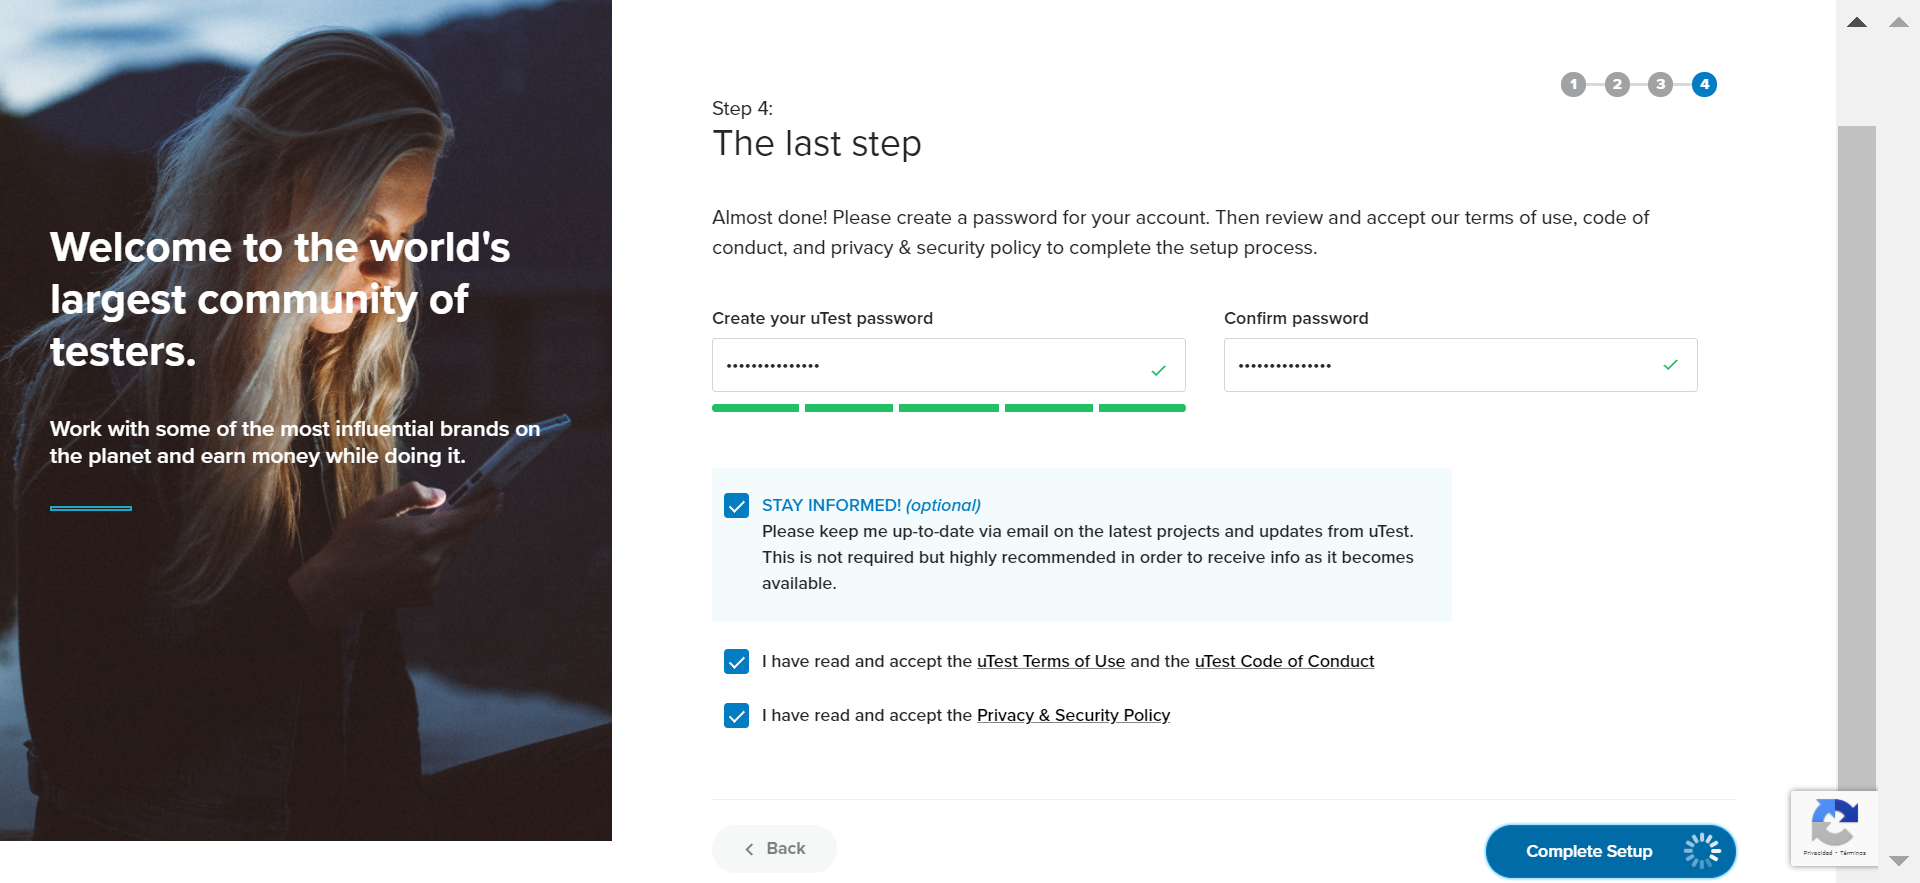 Welcome to the world's
largest community of
testers.
Work with some of the most influential brands on
the planet and earn money while doing it.
1 2 3 4
Step 4:
The last step
Almost done! Please create a password for your account. Then review and accept our terms of use, code of
conduct, and privacy & security policy to complete the setup process.
Create your uTest password
Confirm password
•••••••••••••••
•••••••••••••••
STAY INFORMED! (optional)
Please keep me up-to-date via email on the latest projects and updates from uTest.
This is not required but highly recommended in order to receive info as it becomes
available.
I have read and accept the uTest Terms of Use and the uTest Code of Conduct
I have read and accept the Privacy & Security Policy
Back
Complete Setup
Privacidad - Términos